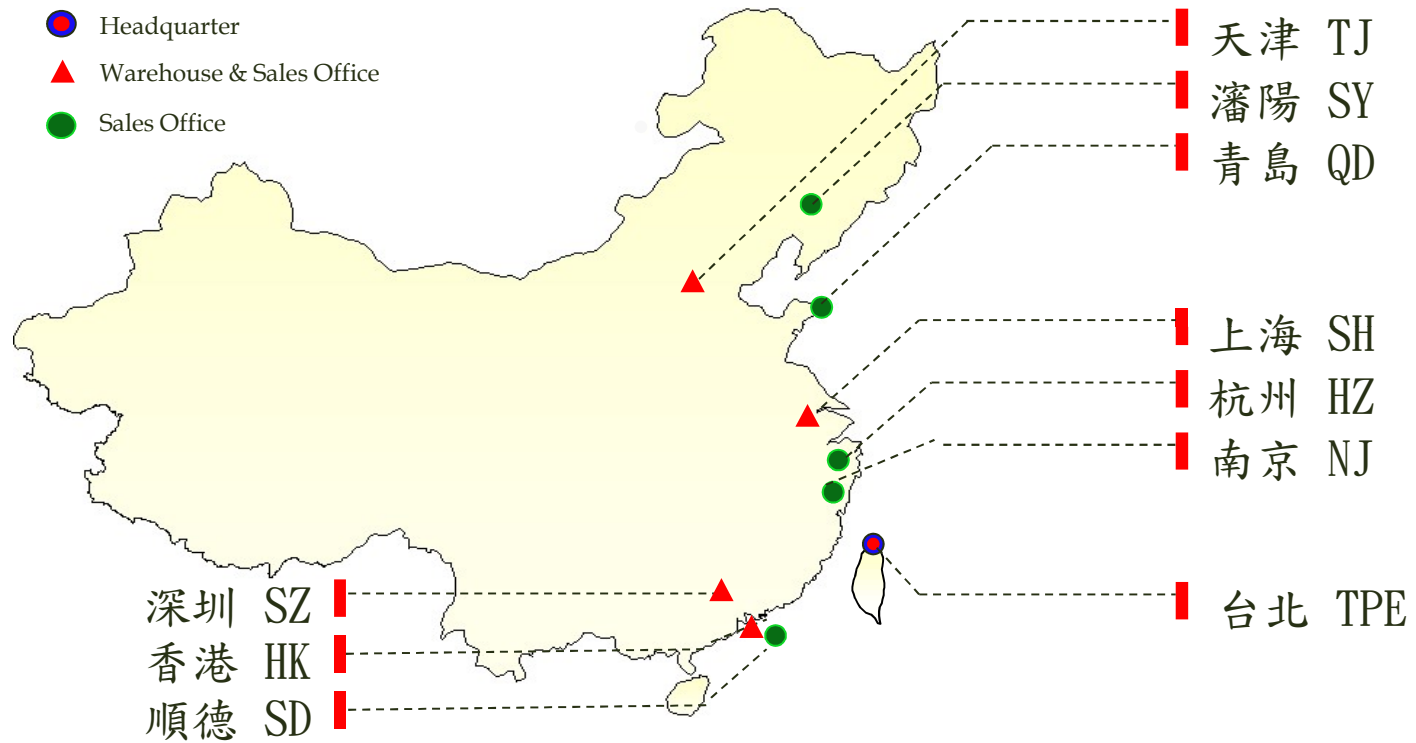 Headquarter
Warehouse & Sales Office
Sales Office
天津 TJ
瀋陽 SY
青島 QD
上海 SH
杭州 HZ
南京 NJ
台北 TPE
深圳 SZ
香港 HK
順德 SD